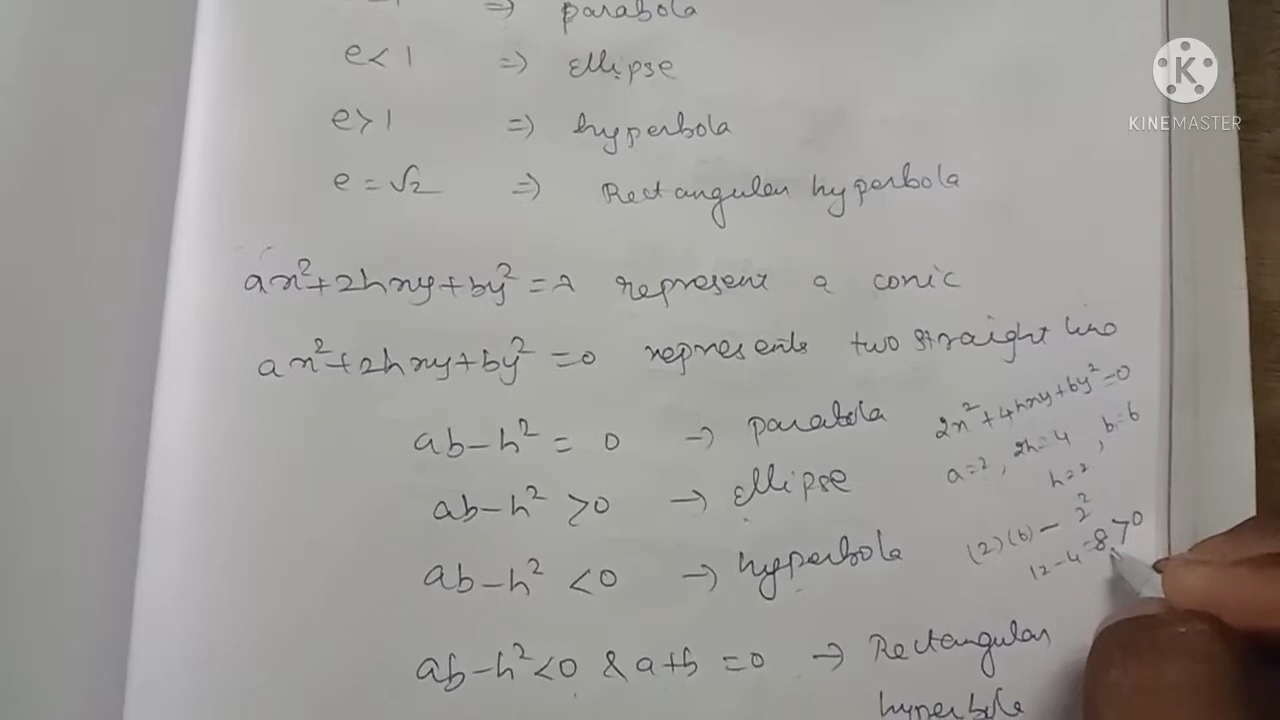 =) parabola
e < 1 =) Ellipse
e > 1 =) hyperbola
e = √2 =) Rectangular hyperbola
ax²+2hxy+by² = λ represent a conic
ax²+2hxy+by² = 0 represents two straight line
ab-h² = 0 → parabola
ab-h² >0 → Ellipse
ab-h² <0 → hyperbola
ab-h² <0 & a+b =0 → Rectangular
hyperbola
2x²+4hxy+6y²=0
a=2, 2h=4, b=6
h=2
(2)(6) - 2²
12-4=8>0
K
KINEMASTER